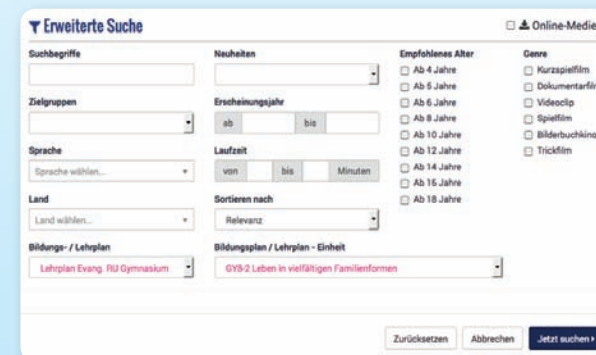 Erweiterte Suche
Online-Medie
Suchbegriffe
Neuheiten
Empfohlenes Alter
Ab 4 Jahre
Ab 5 Jahre
Ab 6 Jahre
Ab 8 Jahre
Ab 10 Jahre
Ab 12 Jahre
Ab 14 Jahre
Ab 16 Jahre
Ab 18 Jahre
Genre
Kurzspielfilm
Dokumentarfil
Videoclip
Spielfilm
Bilderbuchkino
Trickfilm
Zielgruppen
Erscheinungsjahr
ab bis
Sprache
Sprache wählen...
Laufzeit
von bis Minuten
Land
Land wählen...
Sortieren nach
Relevanz
Bildungs- / Lehrplan
Lehrplan Evang. RU Gymnasium
Bildungsplan / Lehrplan - Einheit
GY8-2 Leben in vielfältigen Familienformen
Zurücksetzen Abbrechen Jetzt suchen